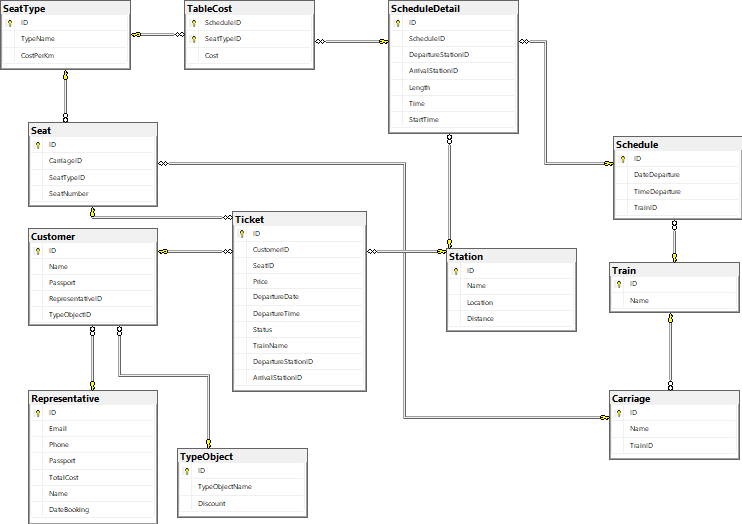 SeatType
ID
TypeName
CostPerKm
TableCost
ScheduleID
SeatTypeID
Cost
ScheduleDetail
ID
ScheduleID
DepartureStationID
ArrivalStationID
Length
Time
StartTime
Seat
ID
CarriageID
SeatTypeID
SeatNumber
Schedule
ID
DateDeparture
TimeDeparture
TrainID
Customer
ID
Name
Passport
RepresentativeID
TypeObjectID
Ticket
ID
CustomerID
SeatID
Price
DepartureDate
DepartureTime
Status
TrainName
DepartureStationID
ArrivalStationID
Station
ID
Name
Location
Distance
Train
ID
Name
Representative
ID
Email
Phone
Passport
TotalCost
Name
DateBooking
TypeObject
ID
TypeObjectName
Discount
Carriage
ID
Name
TrainID